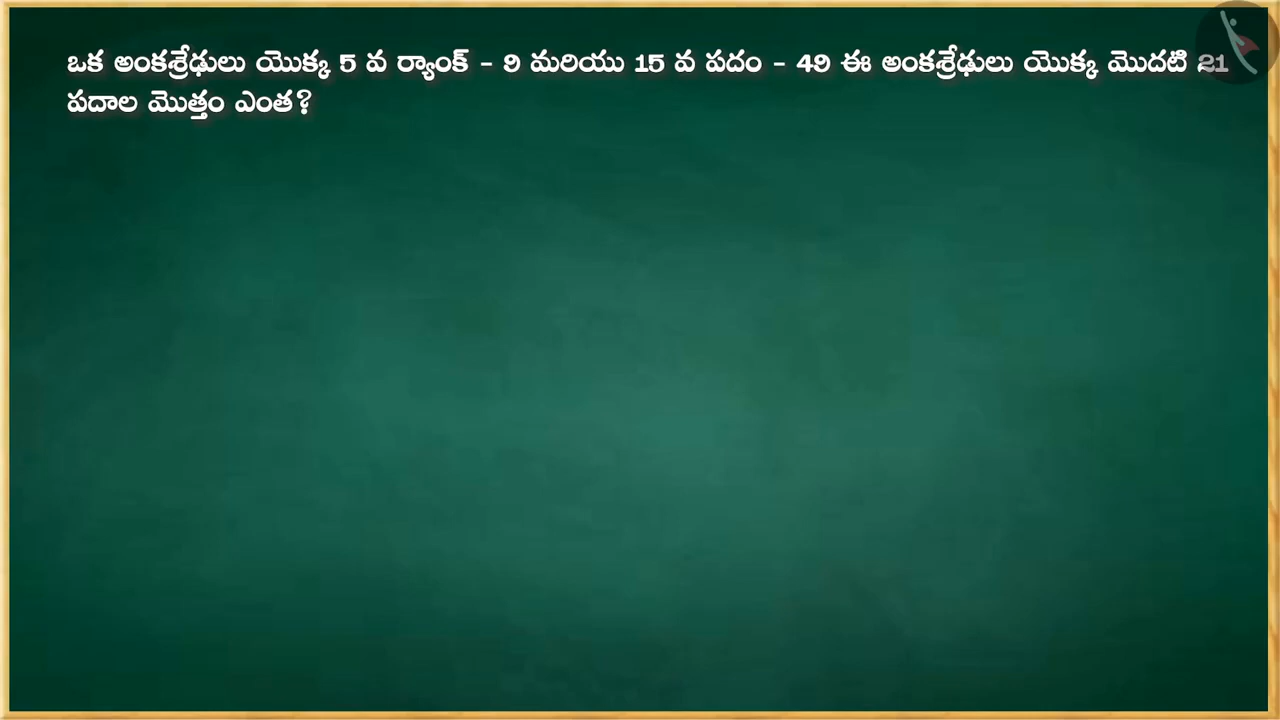 ఒక అంకశ్రేఢులు యొక్క 5 వ ర్యాంక్ - 9 మరియు 15 వ పదం - 49 ఈ అంకశ్రేఢులు యొక్క మొదటి 21
పదాల మొత్తం ఎంత?